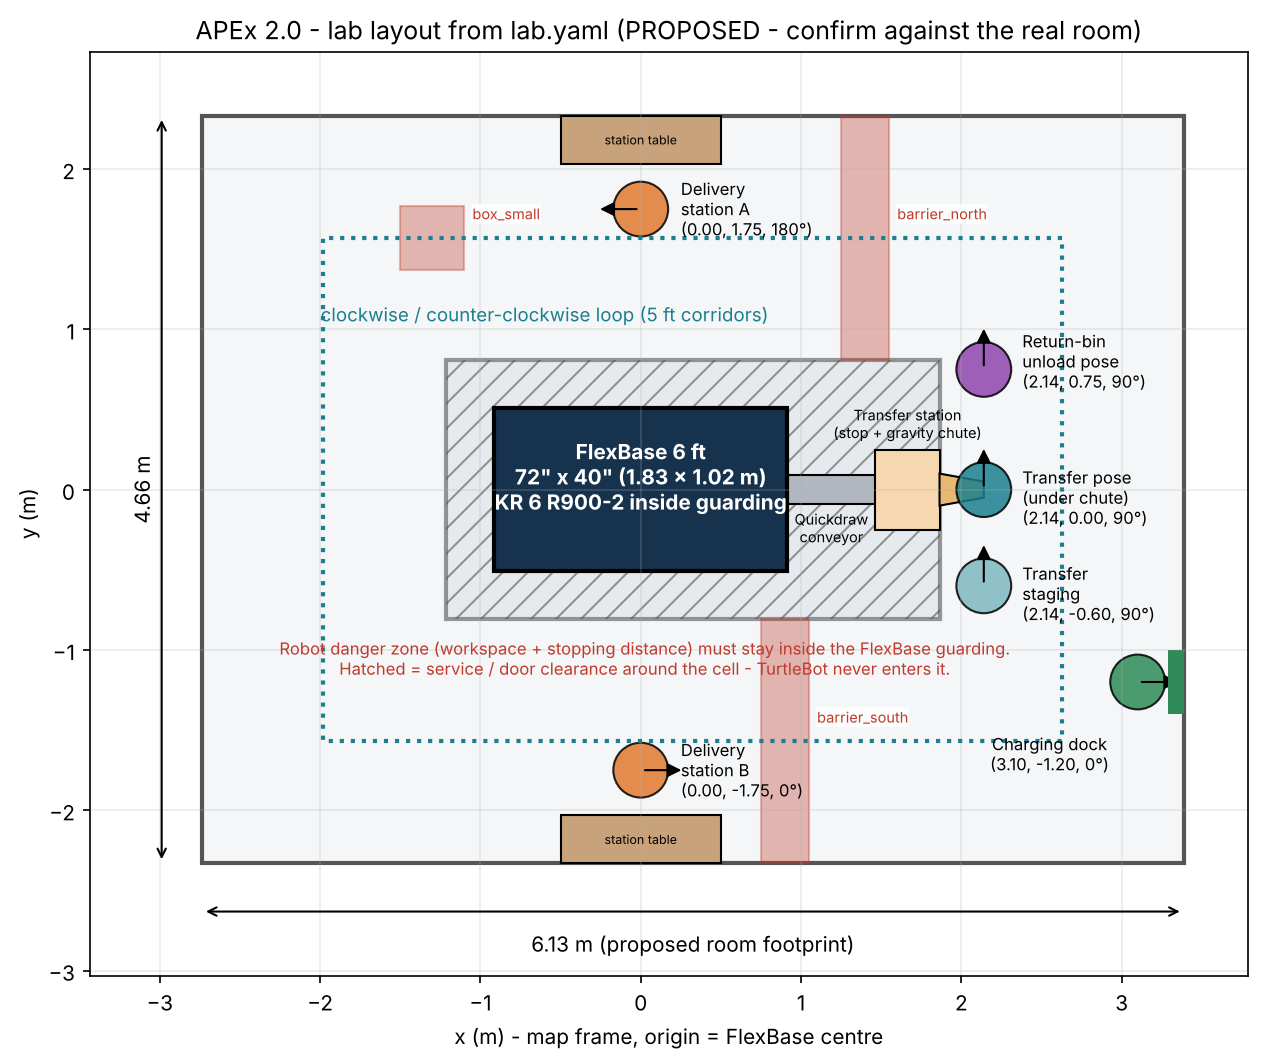 APEx 2.0 - lab layout from lab.yaml (PROPOSED - confirm against the real room)
station table
Delivery
station A
(0.00, 1.75, 180°)
box_small
barrier_north
clockwise / counter-clockwise loop (5 ft corridors)
Return-bin
unload pose
(2.14, 0.75, 90°)
Transfer station
(stop + gravity chute)
FlexBase 6 ft
72" x 40" (1.83 × 1.02 m)
KR 6 R900-2 inside guarding
Quickdraw
conveyor
Transfer pose
(under chute)
(2.14, 0.00, 90°)
Transfer
staging
(2.14, -0.60, 90°)
Robot danger zone (workspace + stopping distance) must stay inside the FlexBase guarding.
Hatched = service / door clearance around the cell - TurtleBot never enters it.
barrier_south
Charging dock
(3.10, -1.20, 0°)
Delivery
station B
(0.00, -1.75, 0°)
station table
4.66 m
6.13 m (proposed room footprint)
y (m)
2
1
0
−1
−2
−3
−3
−2
−1
0
1
2
3
x (m) - map frame, origin = FlexBase centre